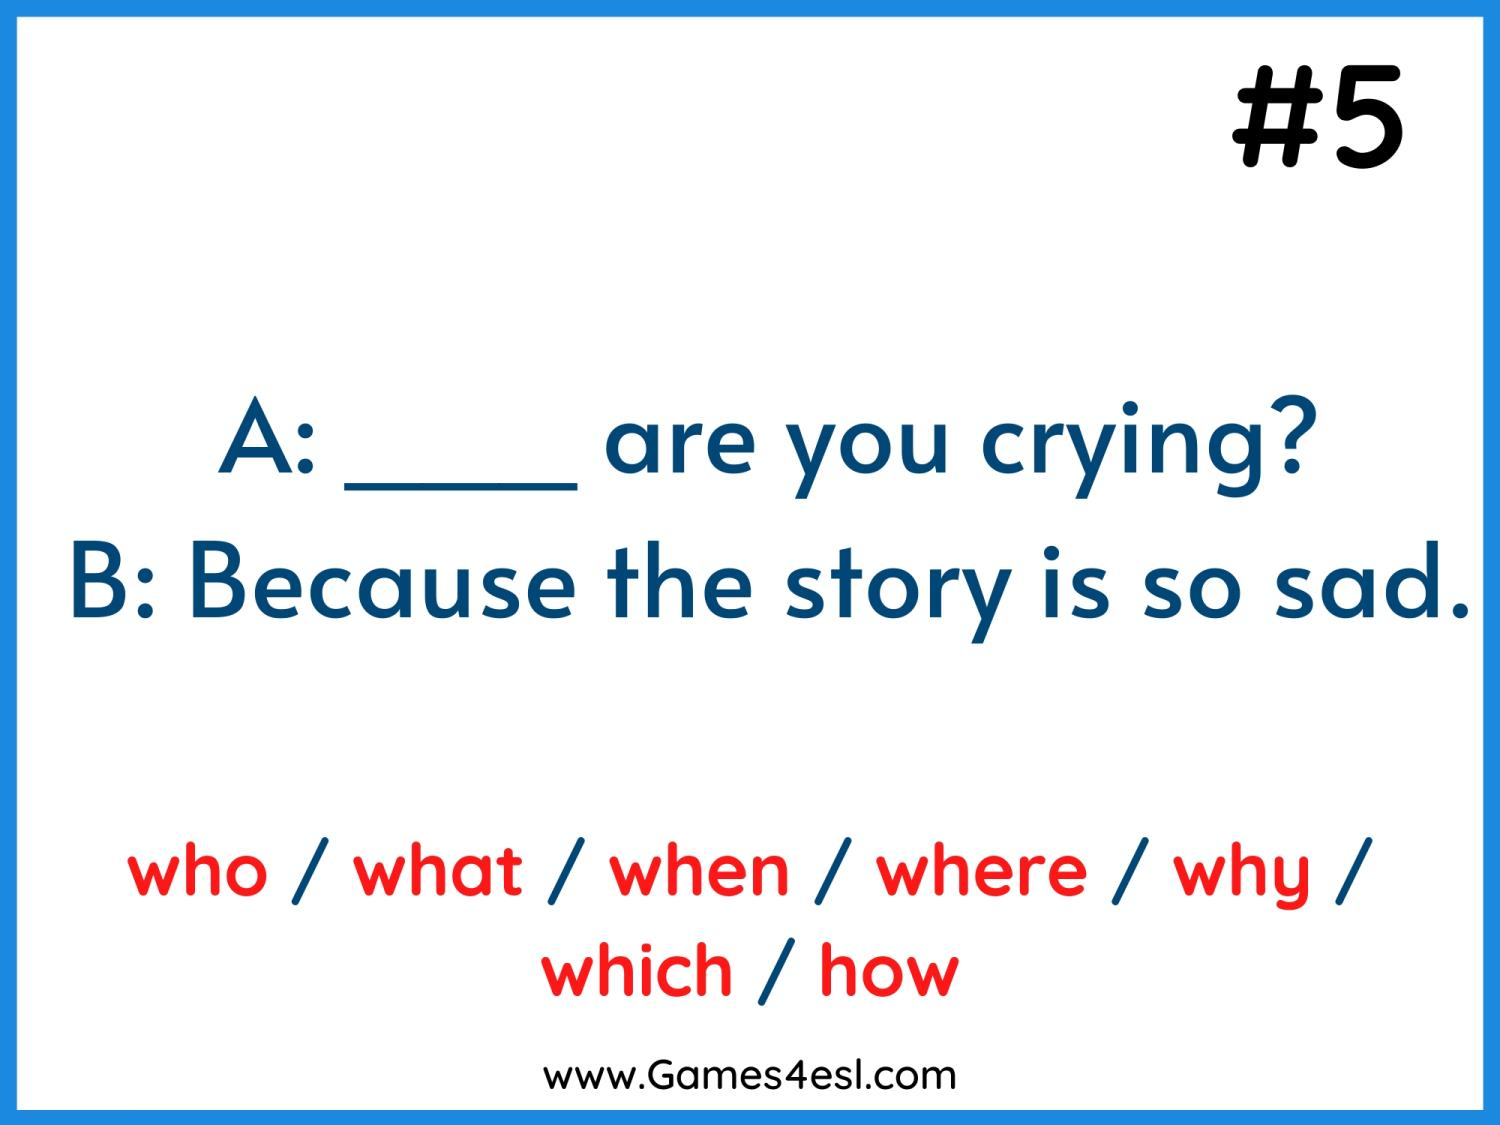 #5
A: ____ are you crying?
B: Because the story is so sad.
who / what / when / where / why /
which / how
www.Games4esl.com